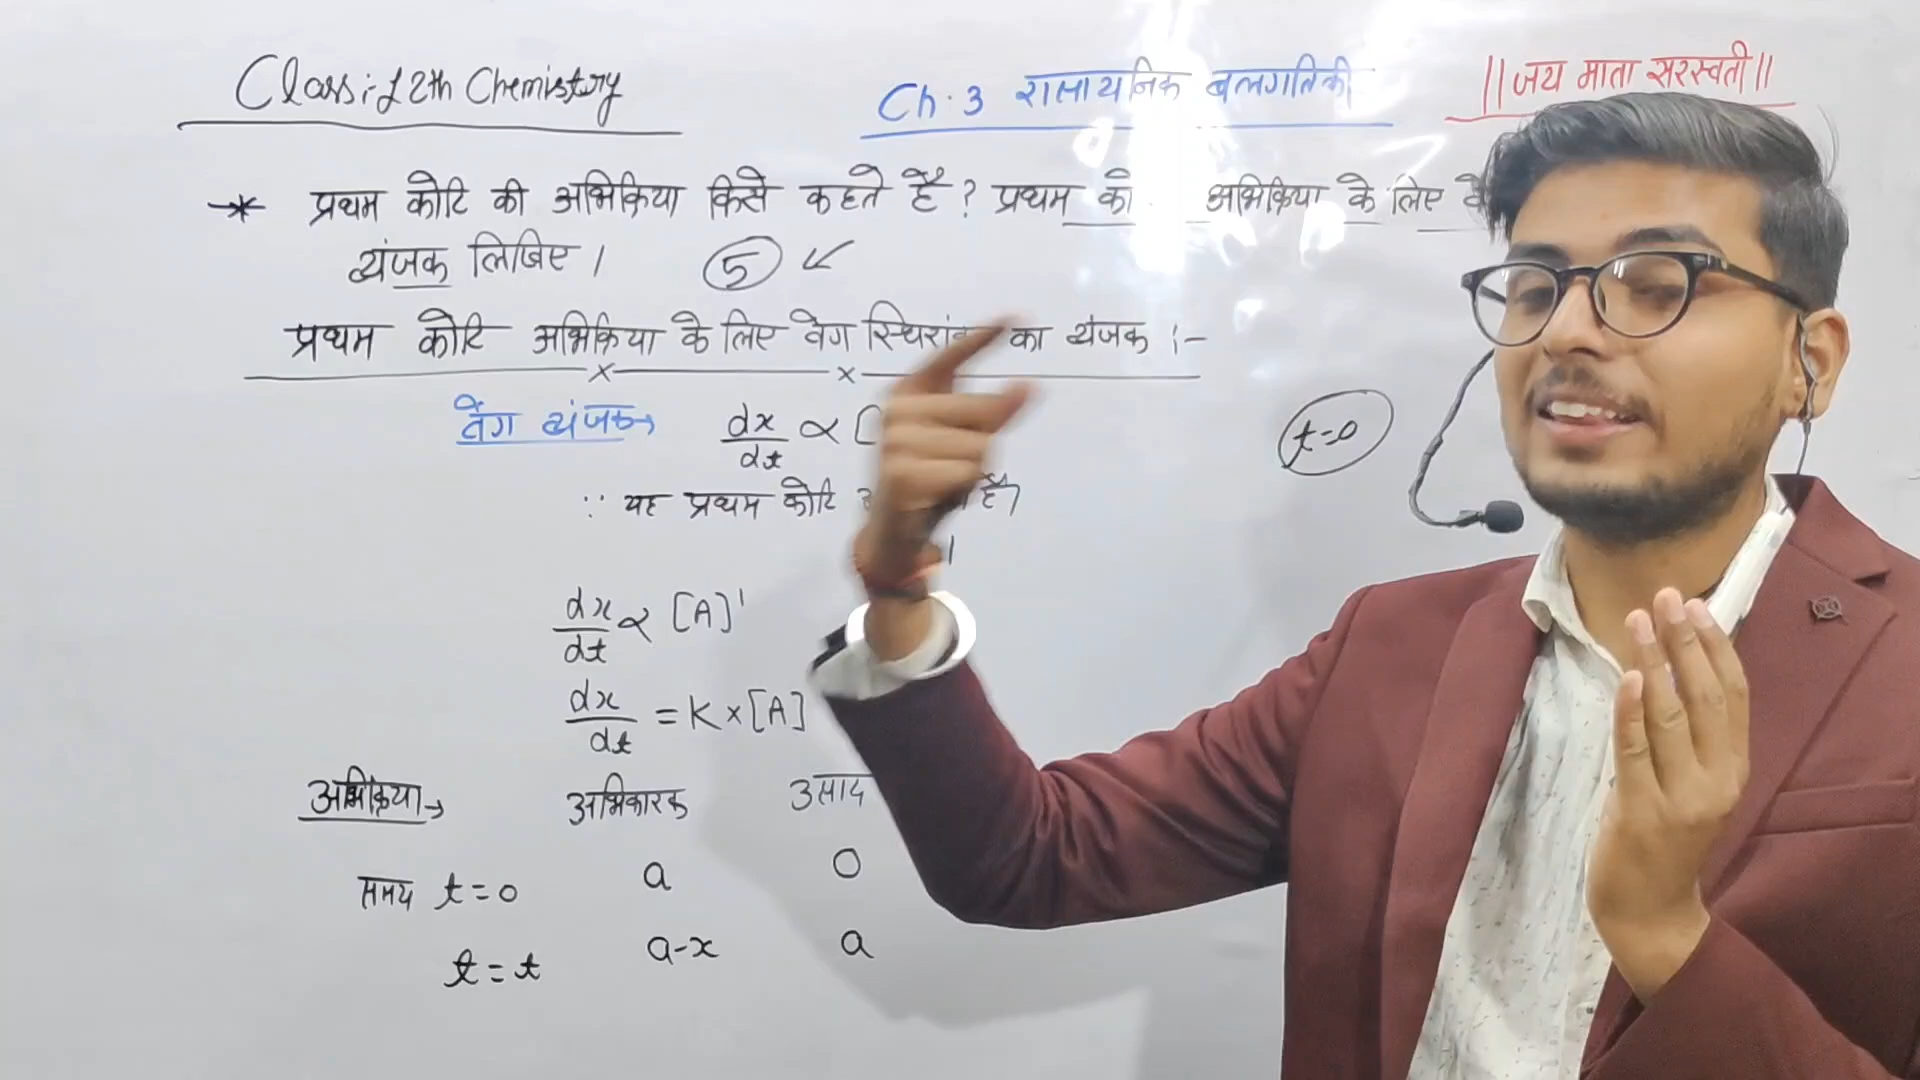 Class:-12th Chemistry
Ch.3 रासायनिक बलगतिकी
||जय माता सरस्वती||
* प्रथम कोटि की अभिक्रिया किसे कहते है? प्रथम को अभिक्रिया के लिए
व्यंजक लिखिए।
5 ↙
प्रथम कोटि अभिक्रिया के लिए वेग स्थिरांक का व्यंजक :-
वेग व्यंजक→ dx/dt ∝ [
t=0
∵ यह प्रथम कोटि है।
1
dx/dt ∝ [A]¹
dx/dt = K×[A]
अभिक्रिया→ अभिकारक उत्पाद
समय t=0 a 0
t=t a-x a